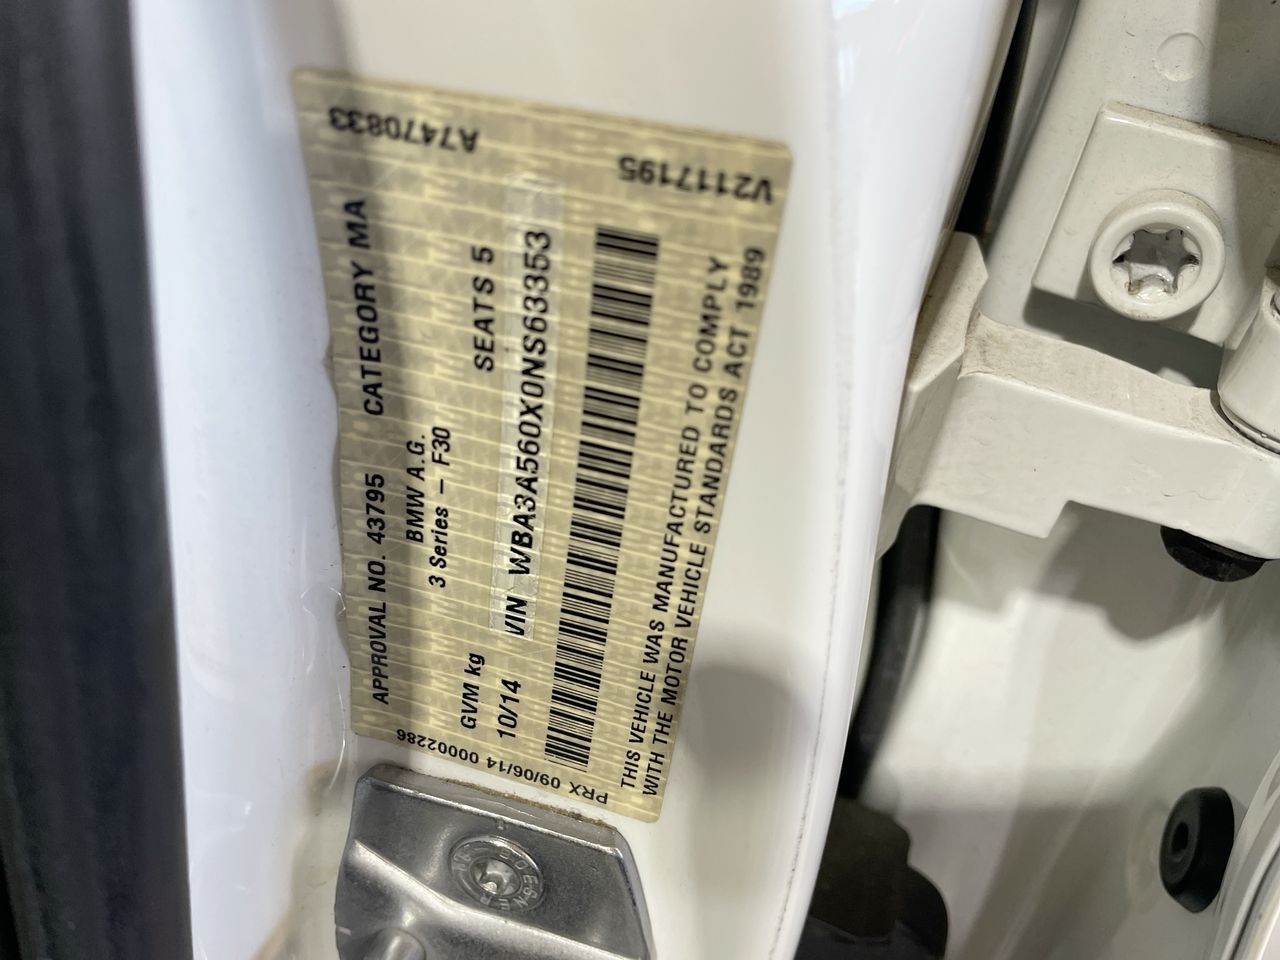 APPROVAL NO. 43795 CATEGORY MA
BMW A.G.
3 Series – F30
GVM kg SEATS 5
10/14 VIN WBA3A560X0NS63353
THIS VEHICLE WAS MANUFACTURED TO COMPLY
WITH THE MOTOR VEHICLE STANDARDS ACT 1989
A7470833
V2117195
PRX 09/06/14 00002286